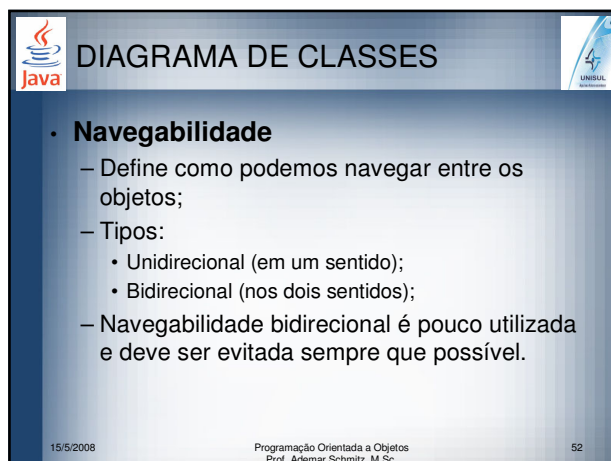 Java
DIAGRAMA DE CLASSES
UNISUL
• Navegabilidade
– Define como podemos navegar entre os
objetos;
– Tipos:
• Unidirecional (em um sentido);
• Bidirecional (nos dois sentidos);
– Navegabilidade bidirecional é pouco utilizada
e deve ser evitada sempre que possível.
15/5/2008
Programação Orientada a Objetos
Prof. Ademar Schmitz, M.Sc.
52